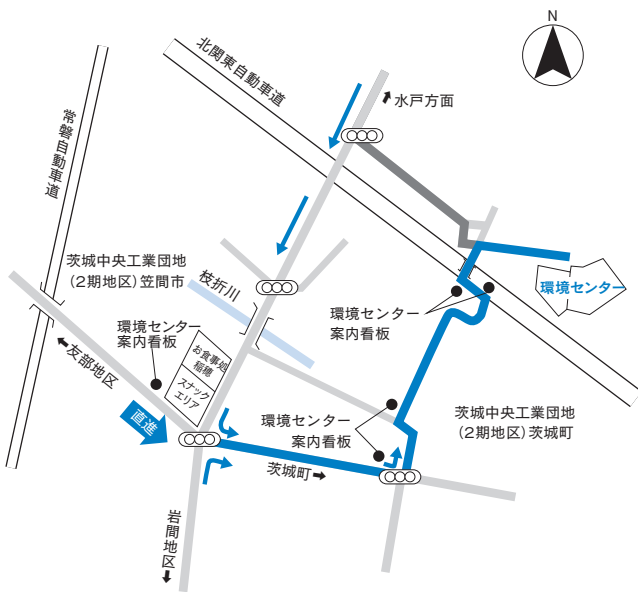 N
北関東自動車道
水戸方面
常磐自動車道
茨城中央工業団地
(2期地区)笠間市
枝折川
環境センター
環境センター
案内看板
環境センター
案内看板
お食事処
稲穂
スナック
エリア
友部地区
直進
環境センター
案内看板
茨城中央工業団地
(2期地区)茨城町
茨城町
岩間地区